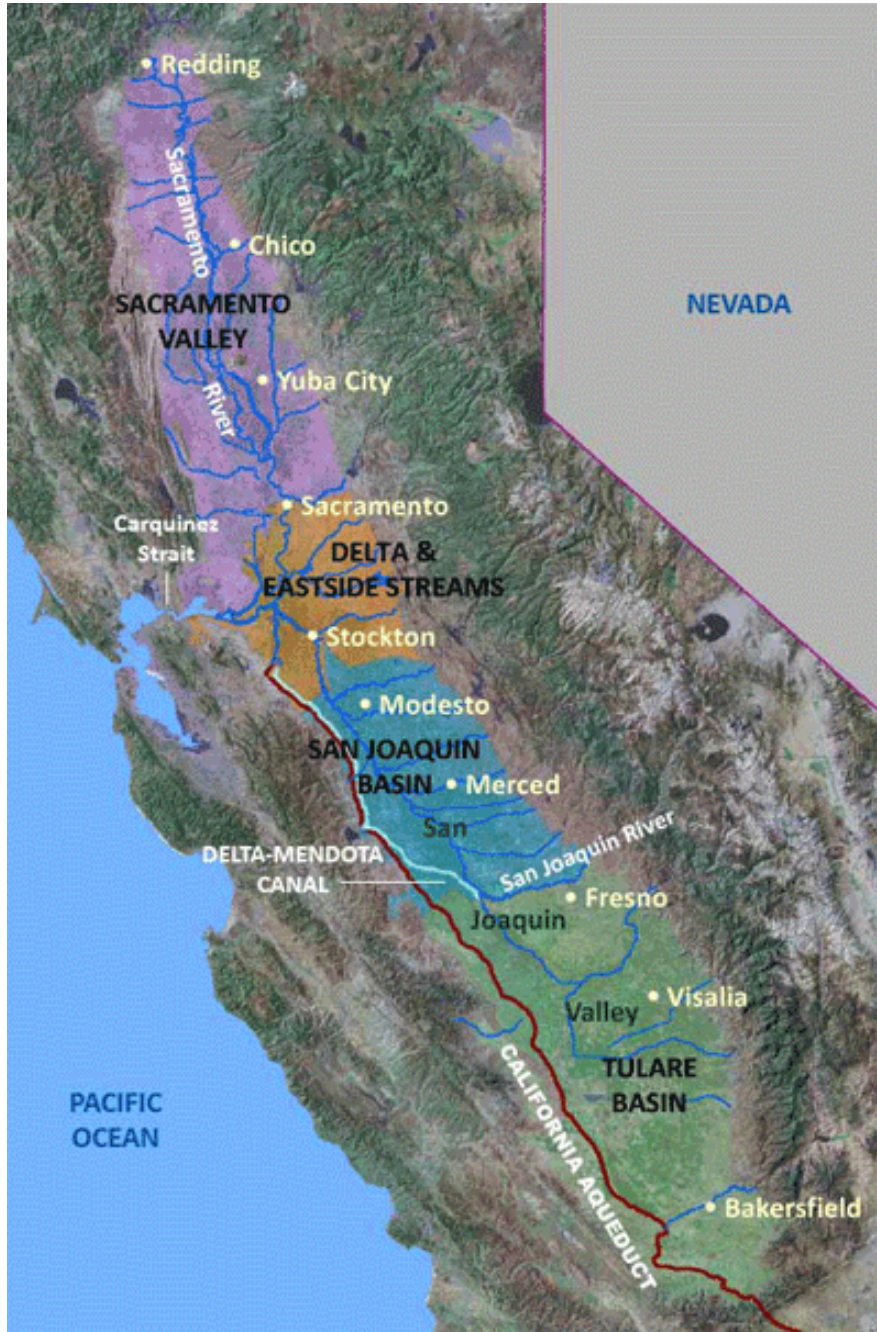 Redding
Sacramento
River
Chico
SACRAMENTO
VALLEY
NEVADA
Yuba City
Sacramento
Carquinez
Strait
DELTA &
EASTSIDE STREAMS
Stockton
Modesto
SAN JOAQUIN
BASIN
Merced
San
Joaquin
Valley
San Joaquin River
DELTA-MENDOTA
CANAL
Fresno
Visalia
TULARE
BASIN
CALIFORNIA AQUEDUCT
PACIFIC
OCEAN
Bakersfield